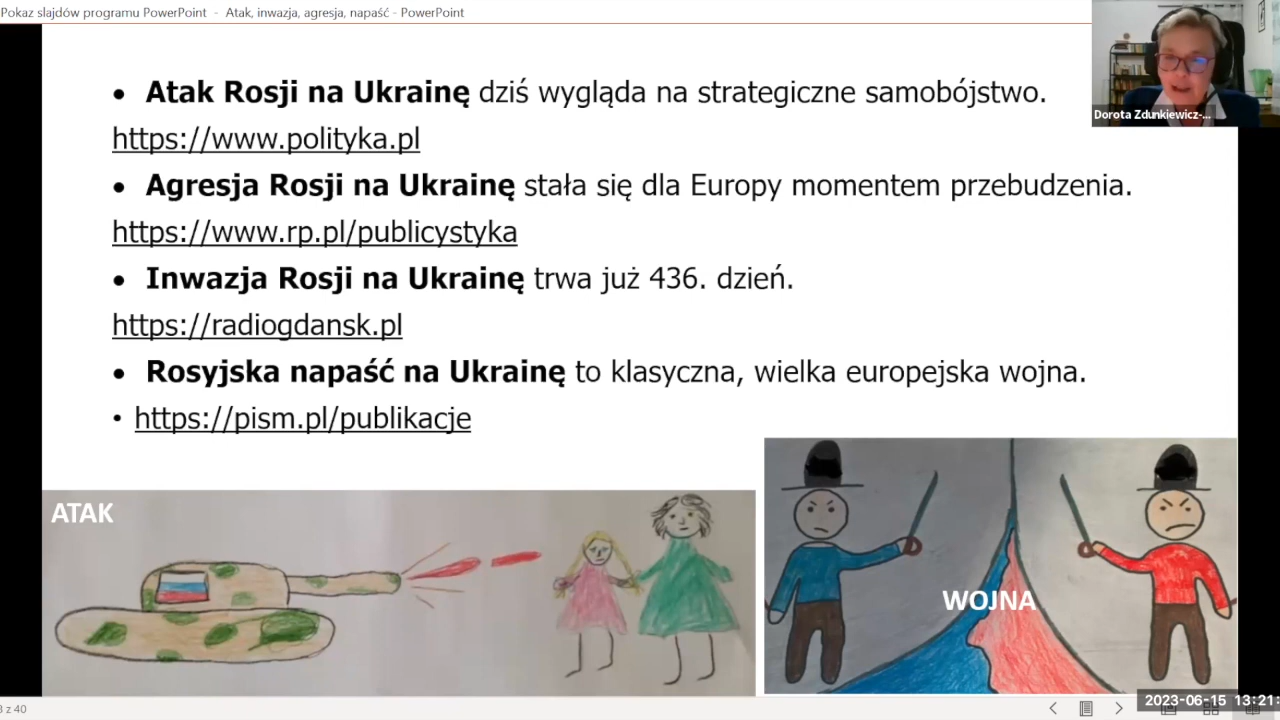 Pokaz slajdów programu PowerPoint - Atak, inwazja, agresja, napaść - PowerPoint
Dorota Zdunkiewicz-...
• Atak Rosji na Ukrainę dziś wygląda na strategiczne samobójstwo.
https://www.polityka.pl
• Agresja Rosji na Ukrainę stała się dla Europy momentem przebudzenia.
https://www.rp.pl/publicystyka
• Inwazja Rosji na Ukrainę trwa już 436. dzień.
https://radiogdansk.pl
• Rosyjska napaść na Ukrainę to klasyczna, wielka europejska wojna.
• https://pism.pl/publikacje
ATAK
WOJNA
z 40
2023-06-15 13:21: